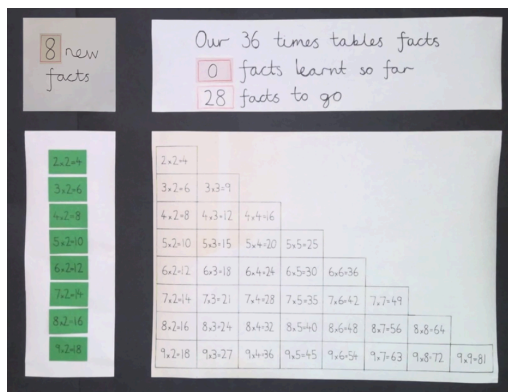 8 new
facts
Our 36 times tables facts
0 facts learnt so far
28 facts to go
2×2=4
3×2=6
4×2=8
5×2=10
6×2=12
7×2=14
8×2=16
9×2=18
2×2=4
3×2=6 3×3=9
4×2=8 4×3=12 4×4=16
5×2=10 5×3=15 5×4=20 5×5=25
6×2=12 6×3=18 6×4=24 6×5=30 6×6=36
7×2=14 7×3=21 7×4=28 7×5=35 7×6=42 7×7=49
8×2=16 8×3=24 8×4=32 8×5=40 8×6=48 8×7=56 8×8=64
9×2=18 9×3=27 9×4=36 9×5=45 9×6=54 9×7=63 9×8=72 9×9=81